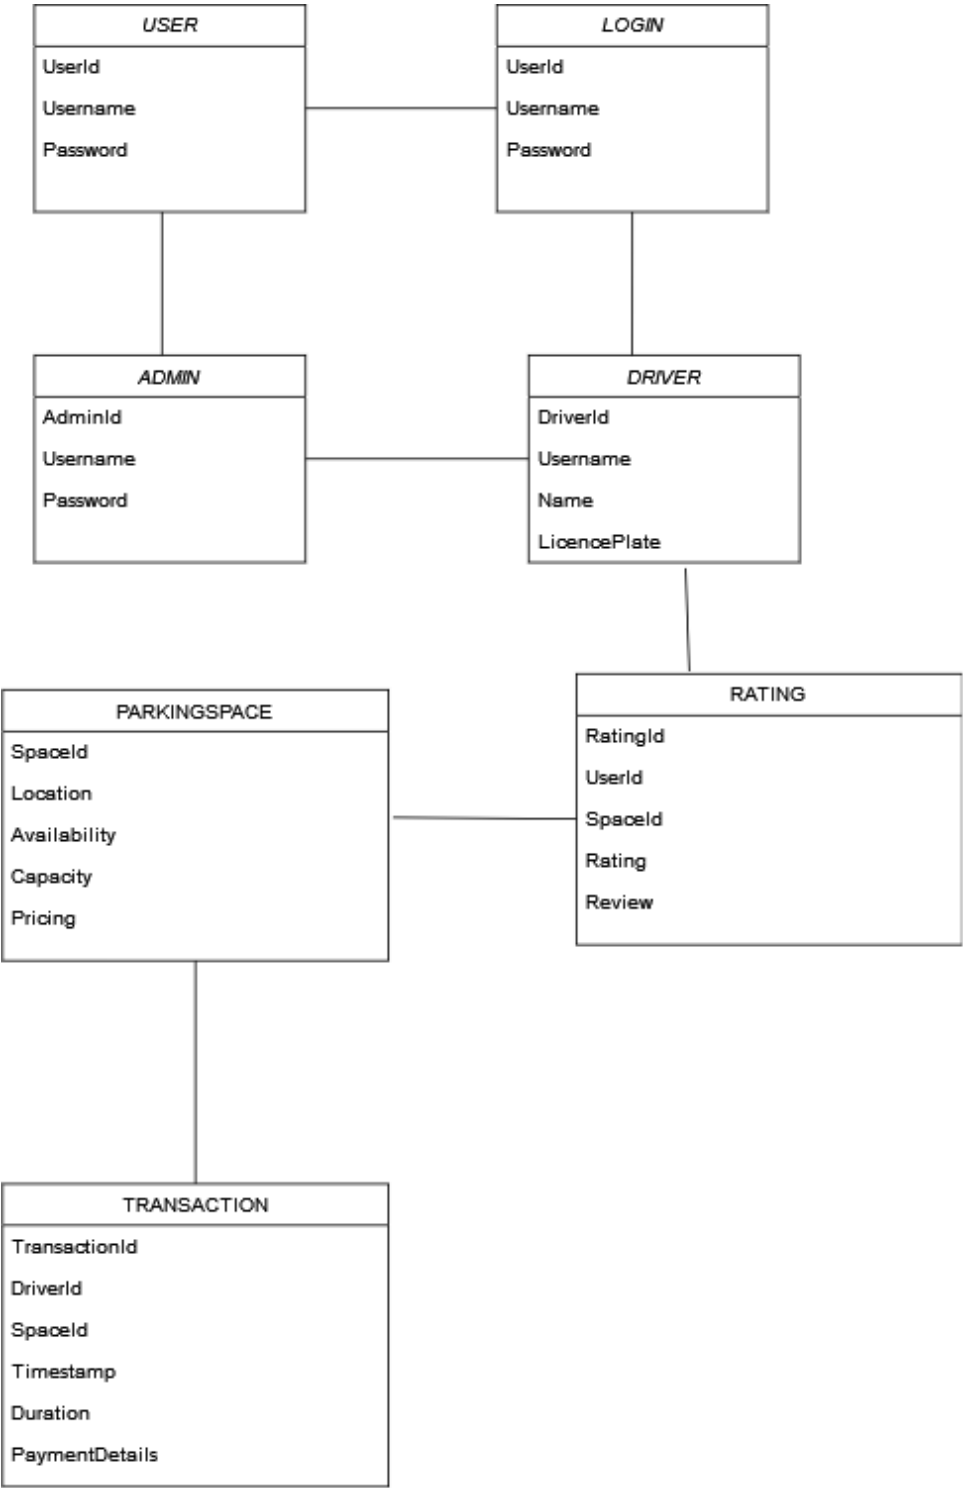 USER
UserId
Username
Password
LOGIN
UserId
Username
Password
ADMIN
AdminId
Username
Password
DRIVER
DriverId
Username
Name
LicencePlate
PARKINGSPACE
SpaceId
Location
Availability
Capacity
Pricing
RATING
RatingId
UserId
SpaceId
Rating
Review
TRANSACTION
TransactionId
DriverId
SpaceId
Timestamp
Duration
PaymentDetails